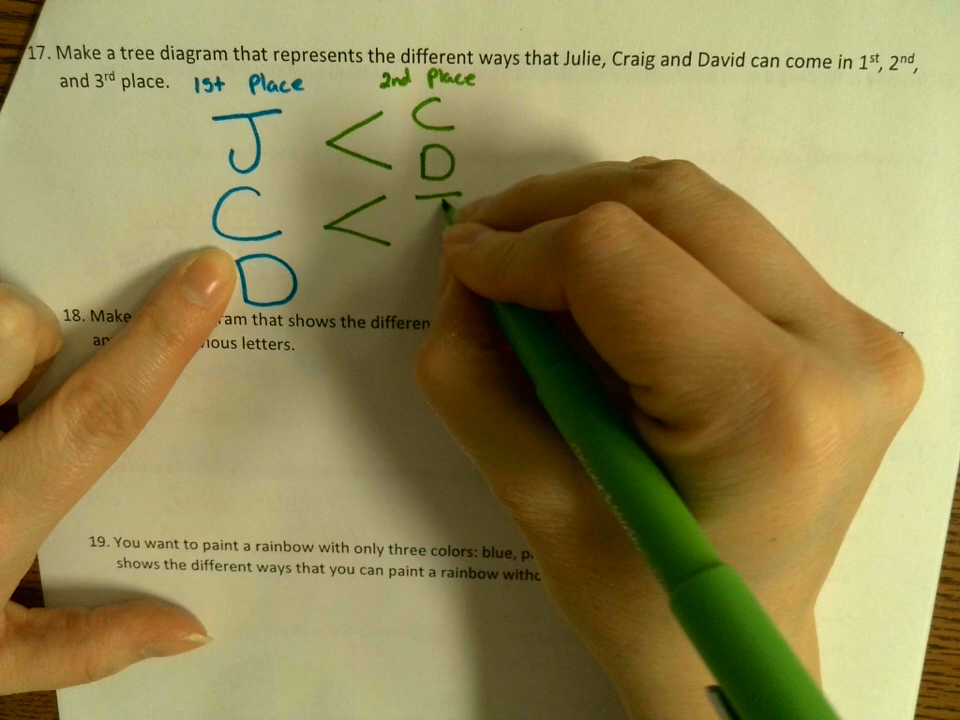 17. Make a tree diagram that represents the different ways that Julie, Craig and David can come in 1st, 2nd,
and 3rd place. 1st Place 2nd Place
J < C
D
C <
D
18. Make am that shows the differen
ious letters.
19. You want to paint a rainbow with only three colors: blue,
shows the different ways that you can paint a rainbow